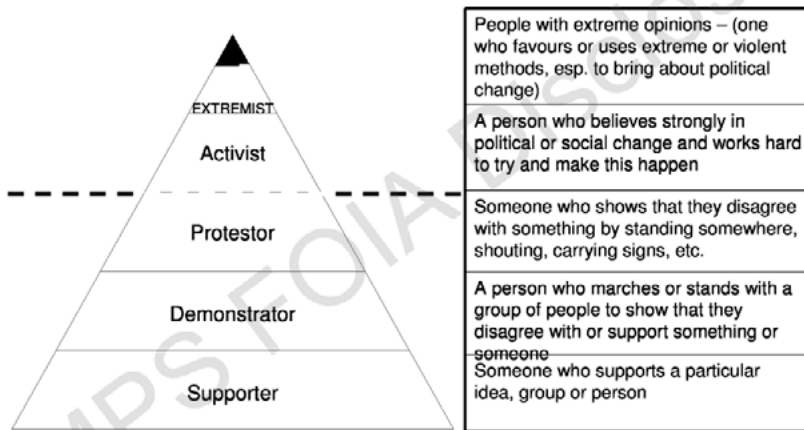 People with extreme opinions – (one
who favours or uses extreme or violent
methods, esp. to bring about political
change)
EXTREMIST
A person who believes strongly in
political or social change and works hard
to try and make this happen
Activist
Someone who shows that they disagree
with something by standing somewhere,
shouting, carrying signs, etc.
Protestor
A person who marches or stands with a
group of people to show that they
disagree with or support something or
someone
Demonstrator
Someone who supports a particular
idea, group or person
Supporter
MPS FOIA Disclos